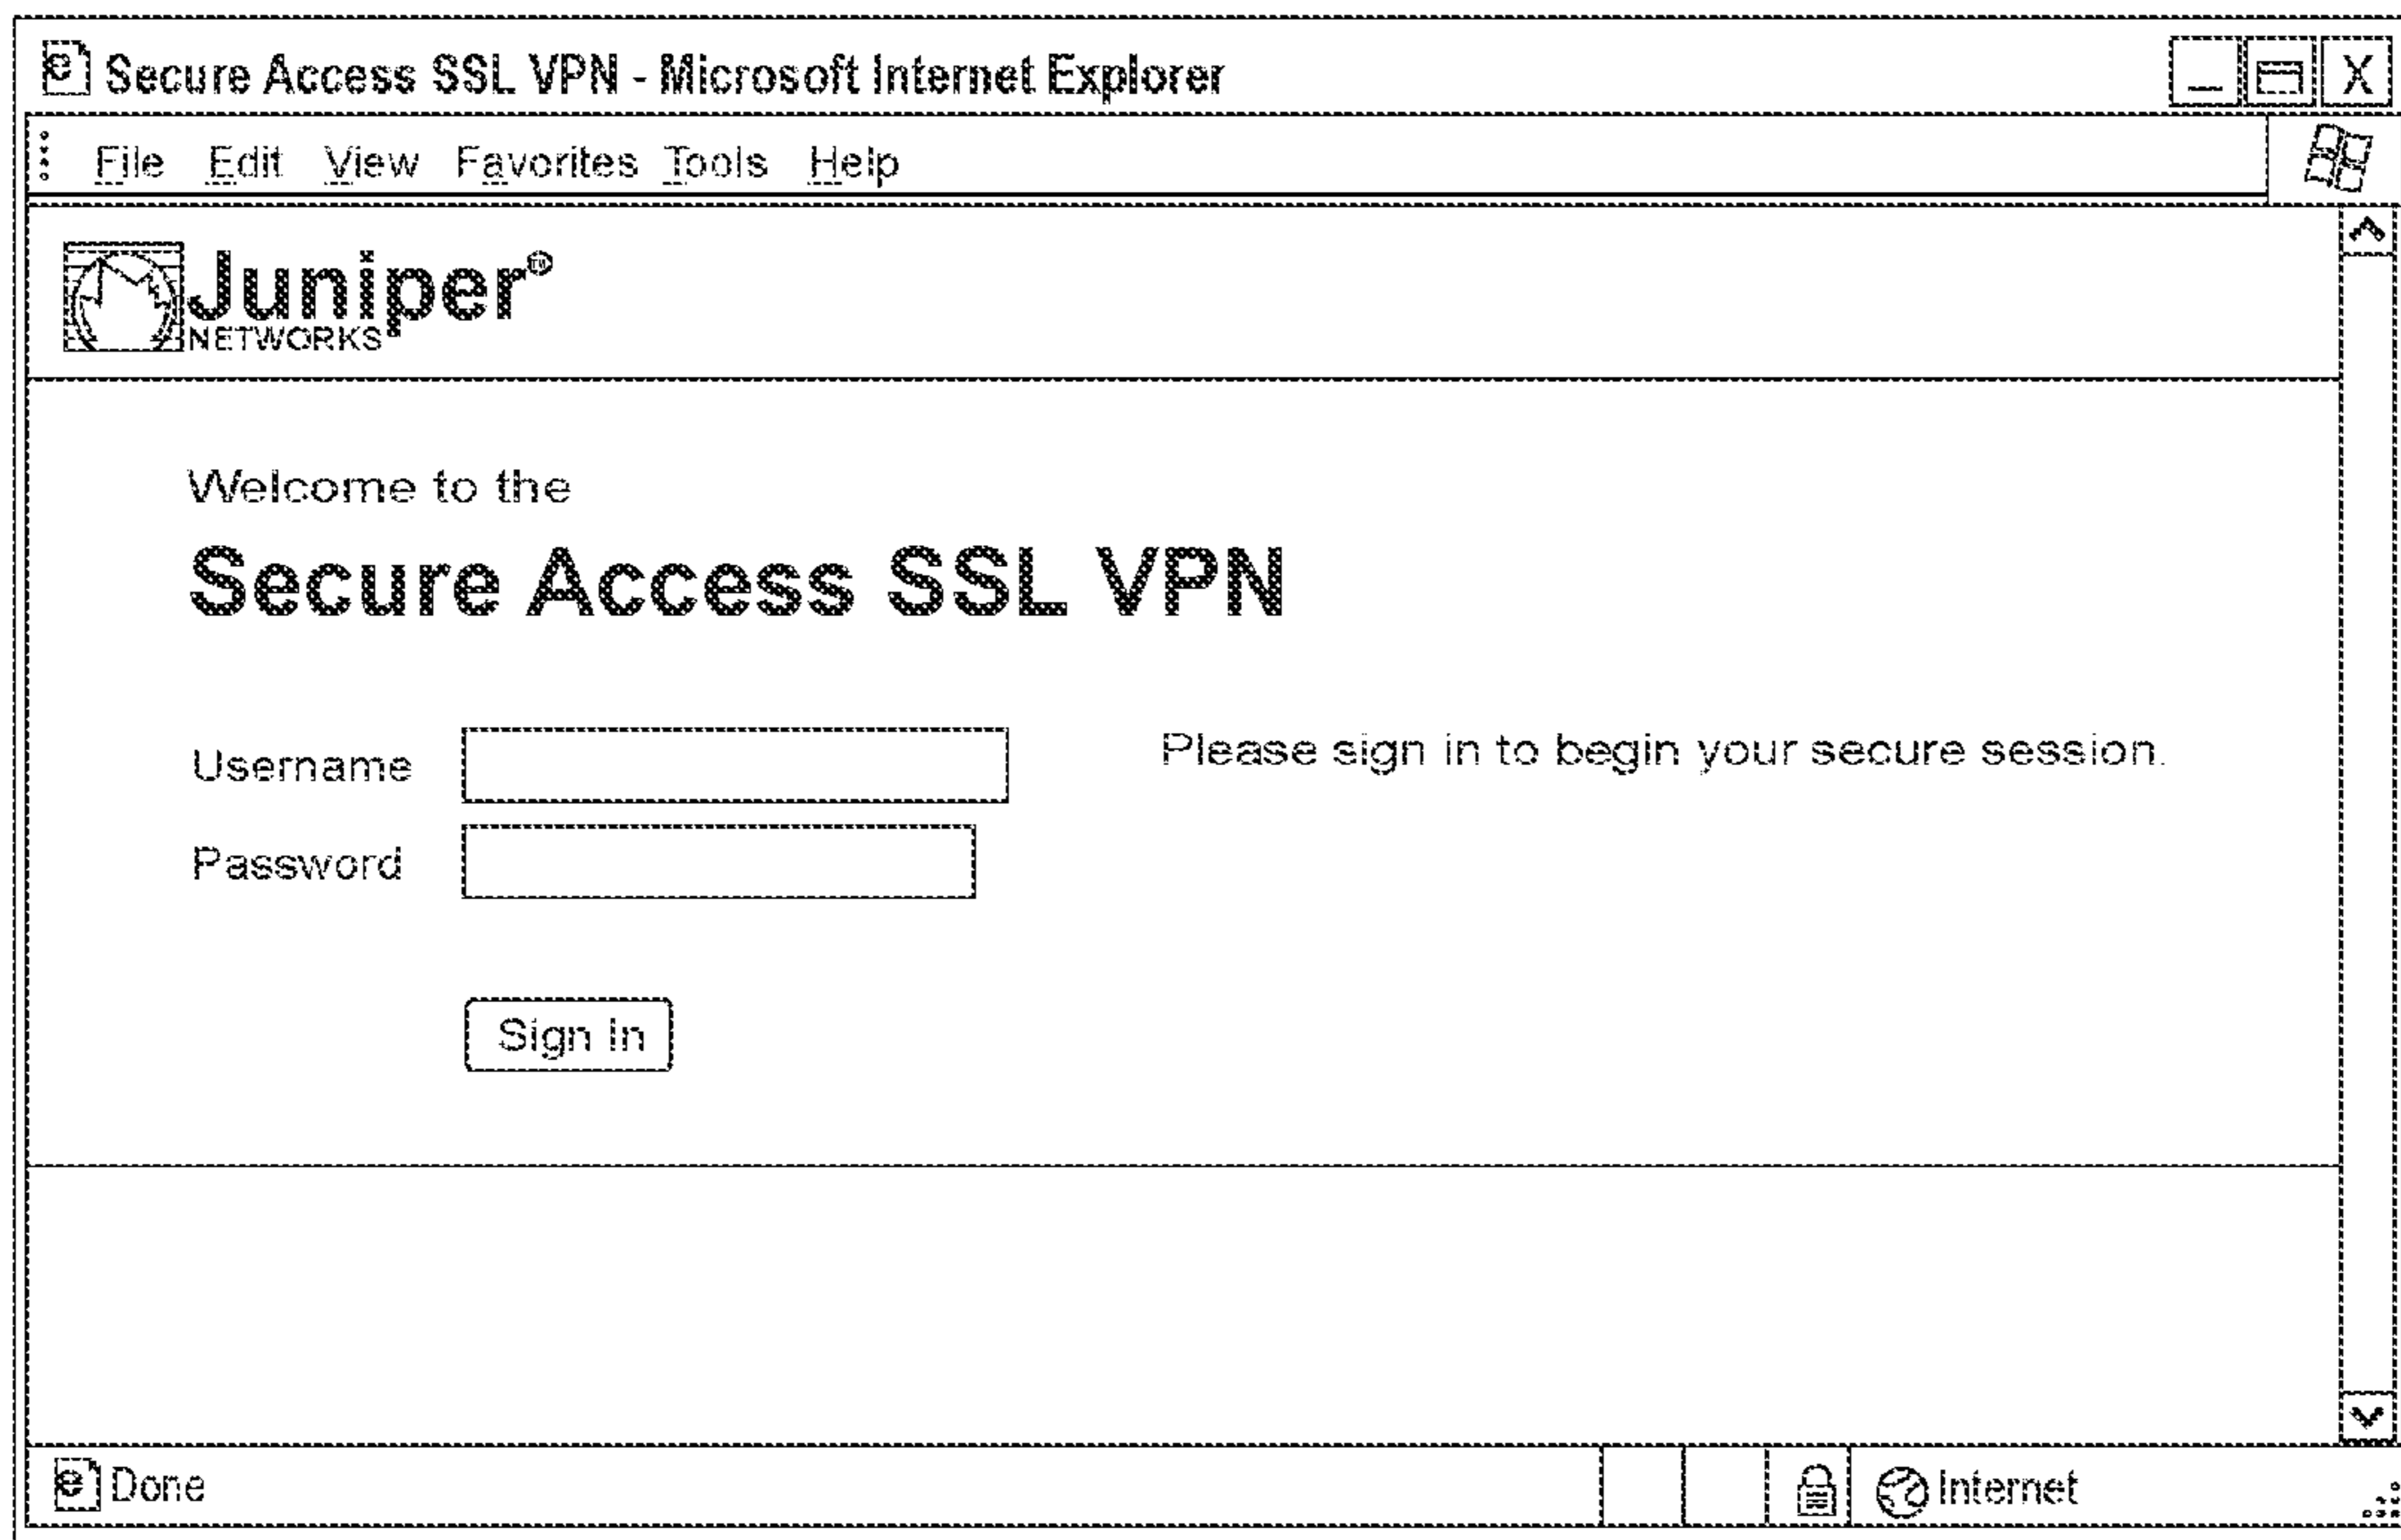 Secure Access SSL VPN - Microsoft Internet Explorer
X
File Edit View Favorites Tools Help
Juniper
NETWORKS
Welcome to the
Secure Access SSL VPN
Username
Please sign in to begin your secure session.
Password
Sign In
Done
Internet